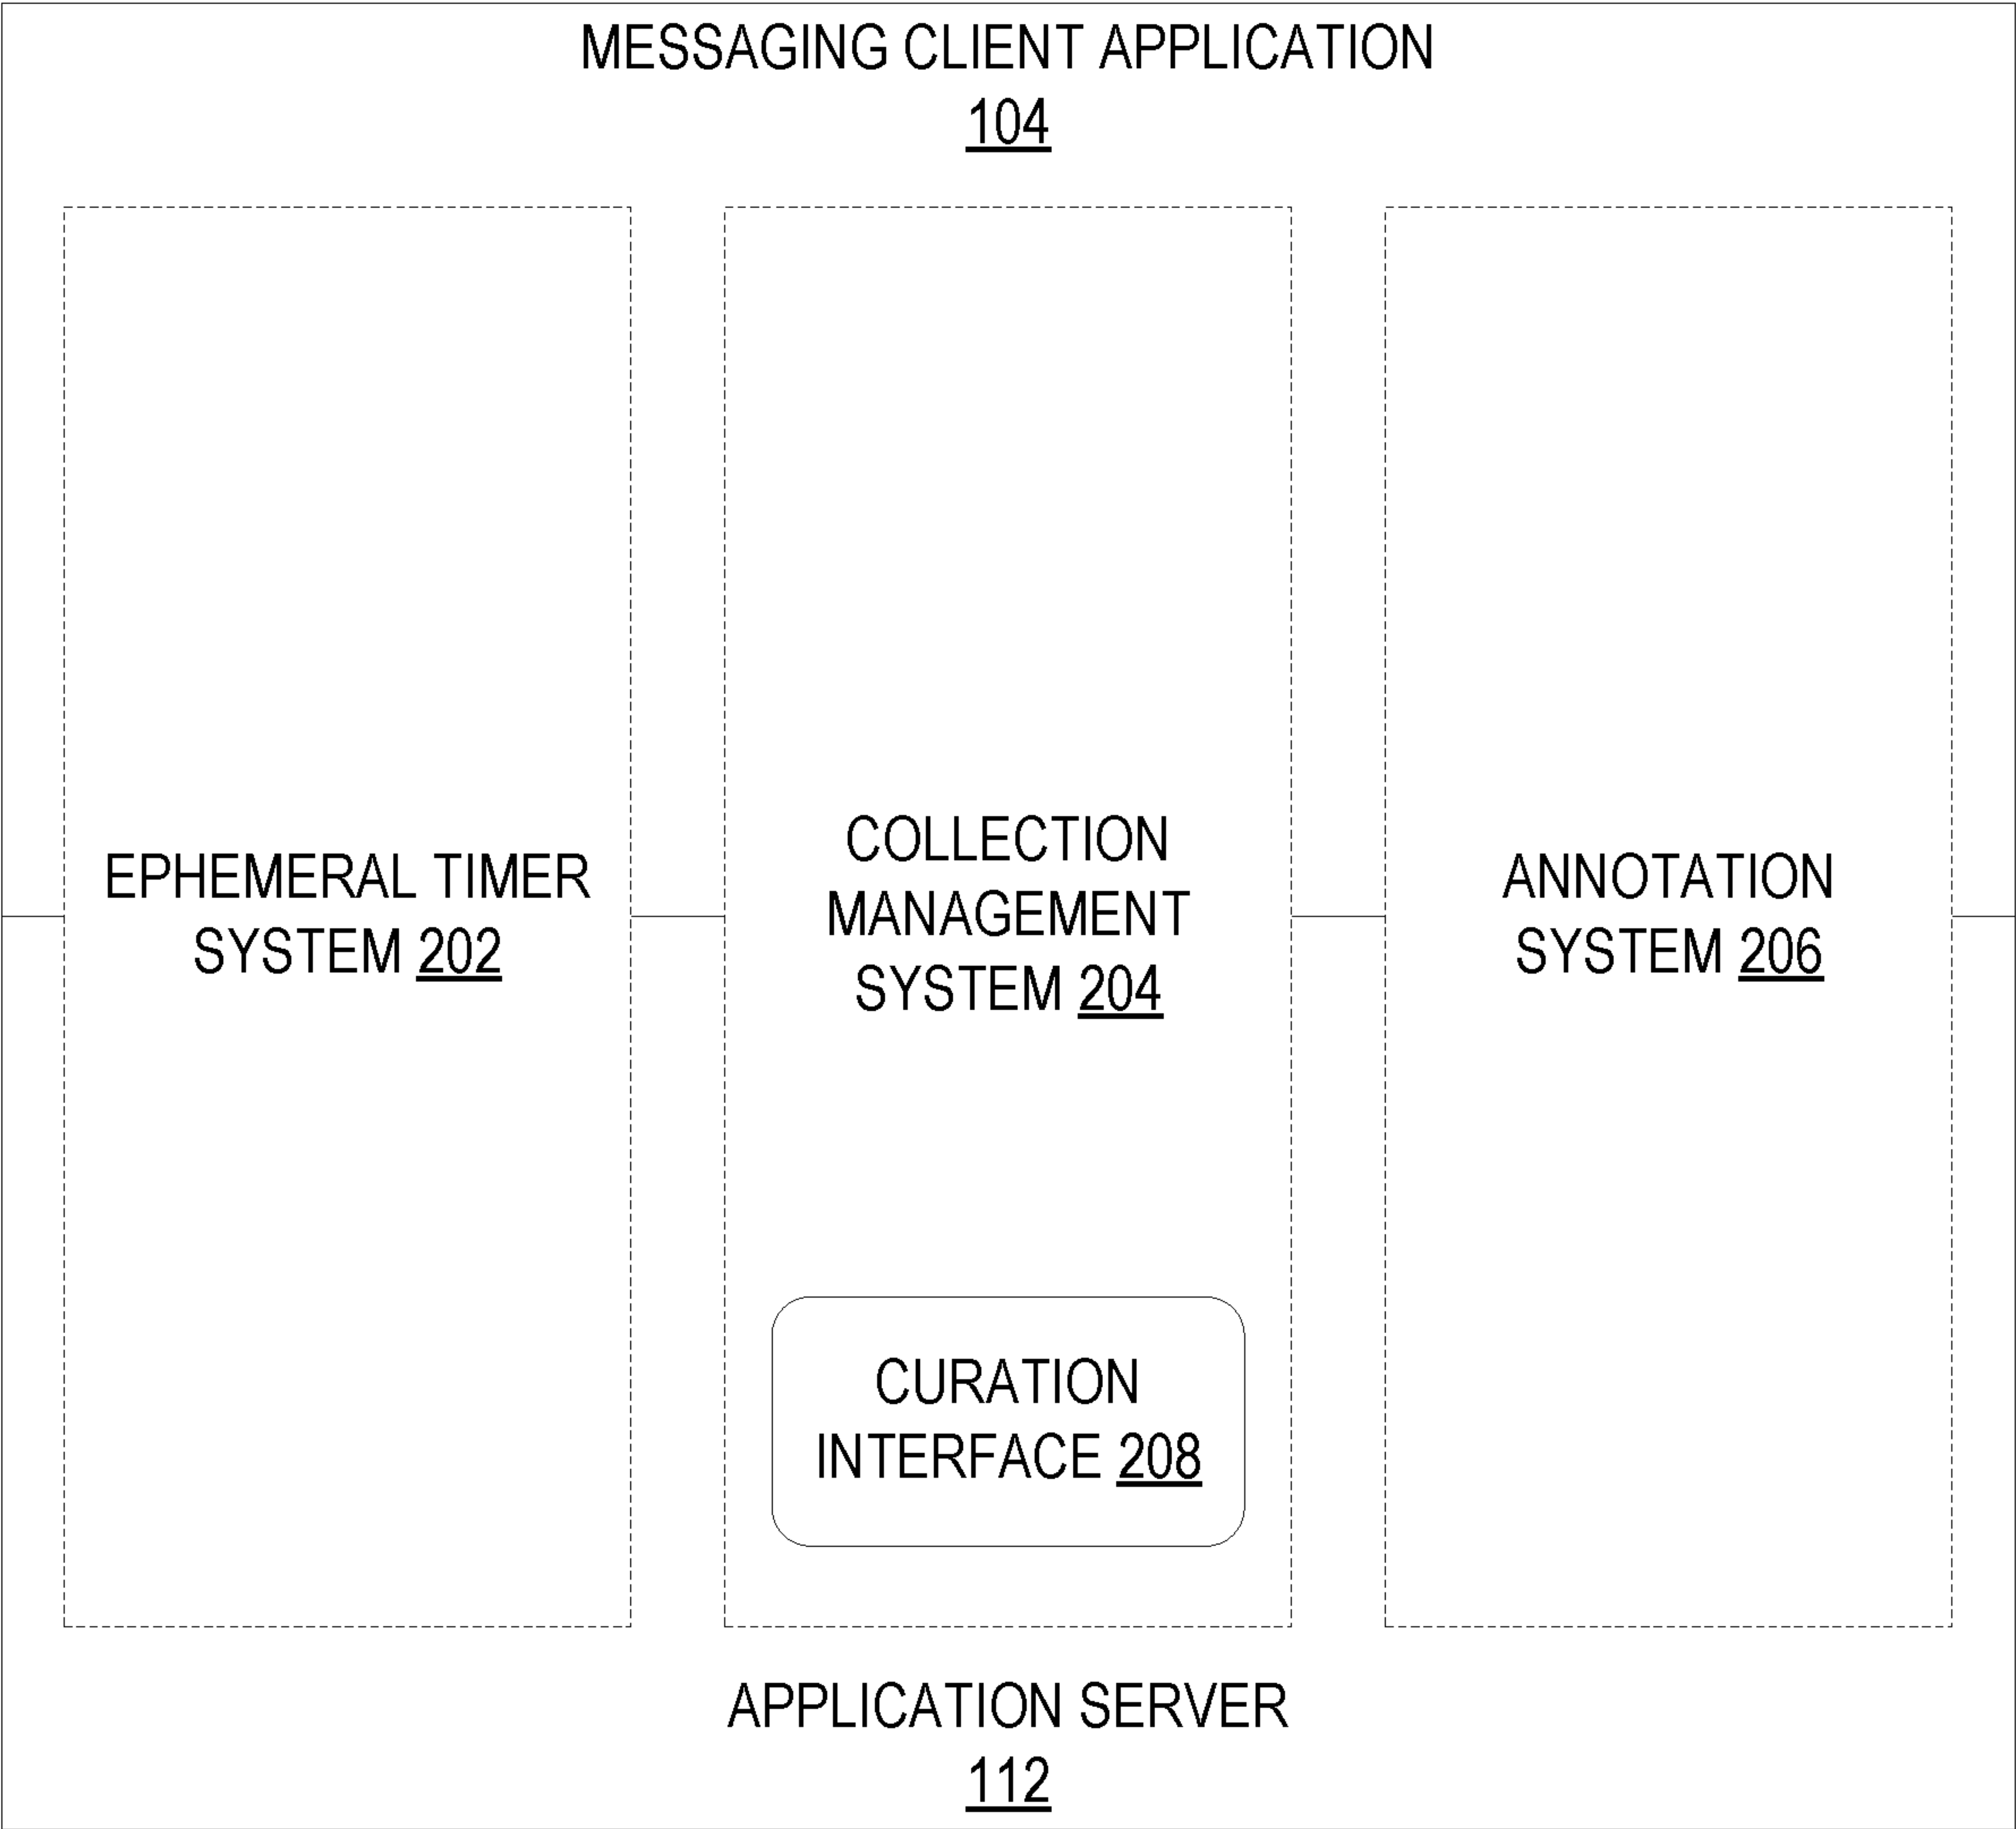 MESSAGING CLIENT APPLICATION
104
EPHEMERAL TIMER
SYSTEM 202
COLLECTION
MANAGEMENT
SYSTEM 204
CURATION
INTERFACE 208
ANNOTATION
SYSTEM 206
APPLICATION SERVER
112